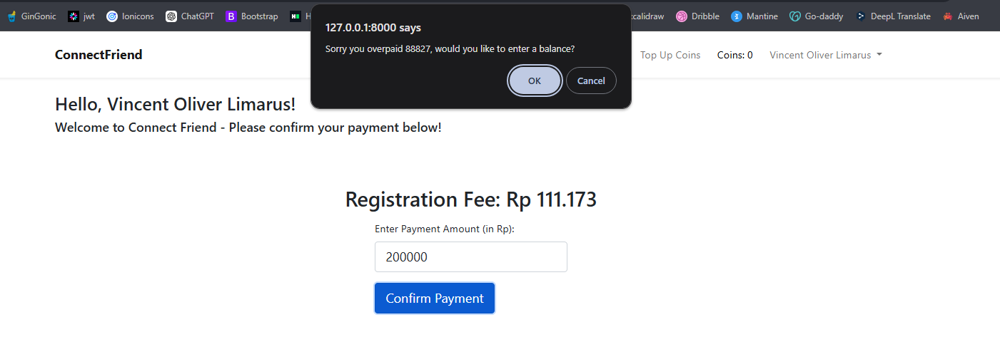 GinGonic jwt Ionicons ChatGPT Bootstrap Dribble Mantine Go-daddy DeepL Translate Aiven
127.0.0.1:8000 says
Sorry you overpaid 88827, would you like to enter a balance?
OK Cancel
ConnectFriend Top Up Coins Coins: 0 Vincent Oliver Limarus
Hello, Vincent Oliver Limarus!
Welcome to Connect Friend - Please confirm your payment below!
Registration Fee: Rp 111.173
Enter Payment Amount (in Rp):
200000
Confirm Payment